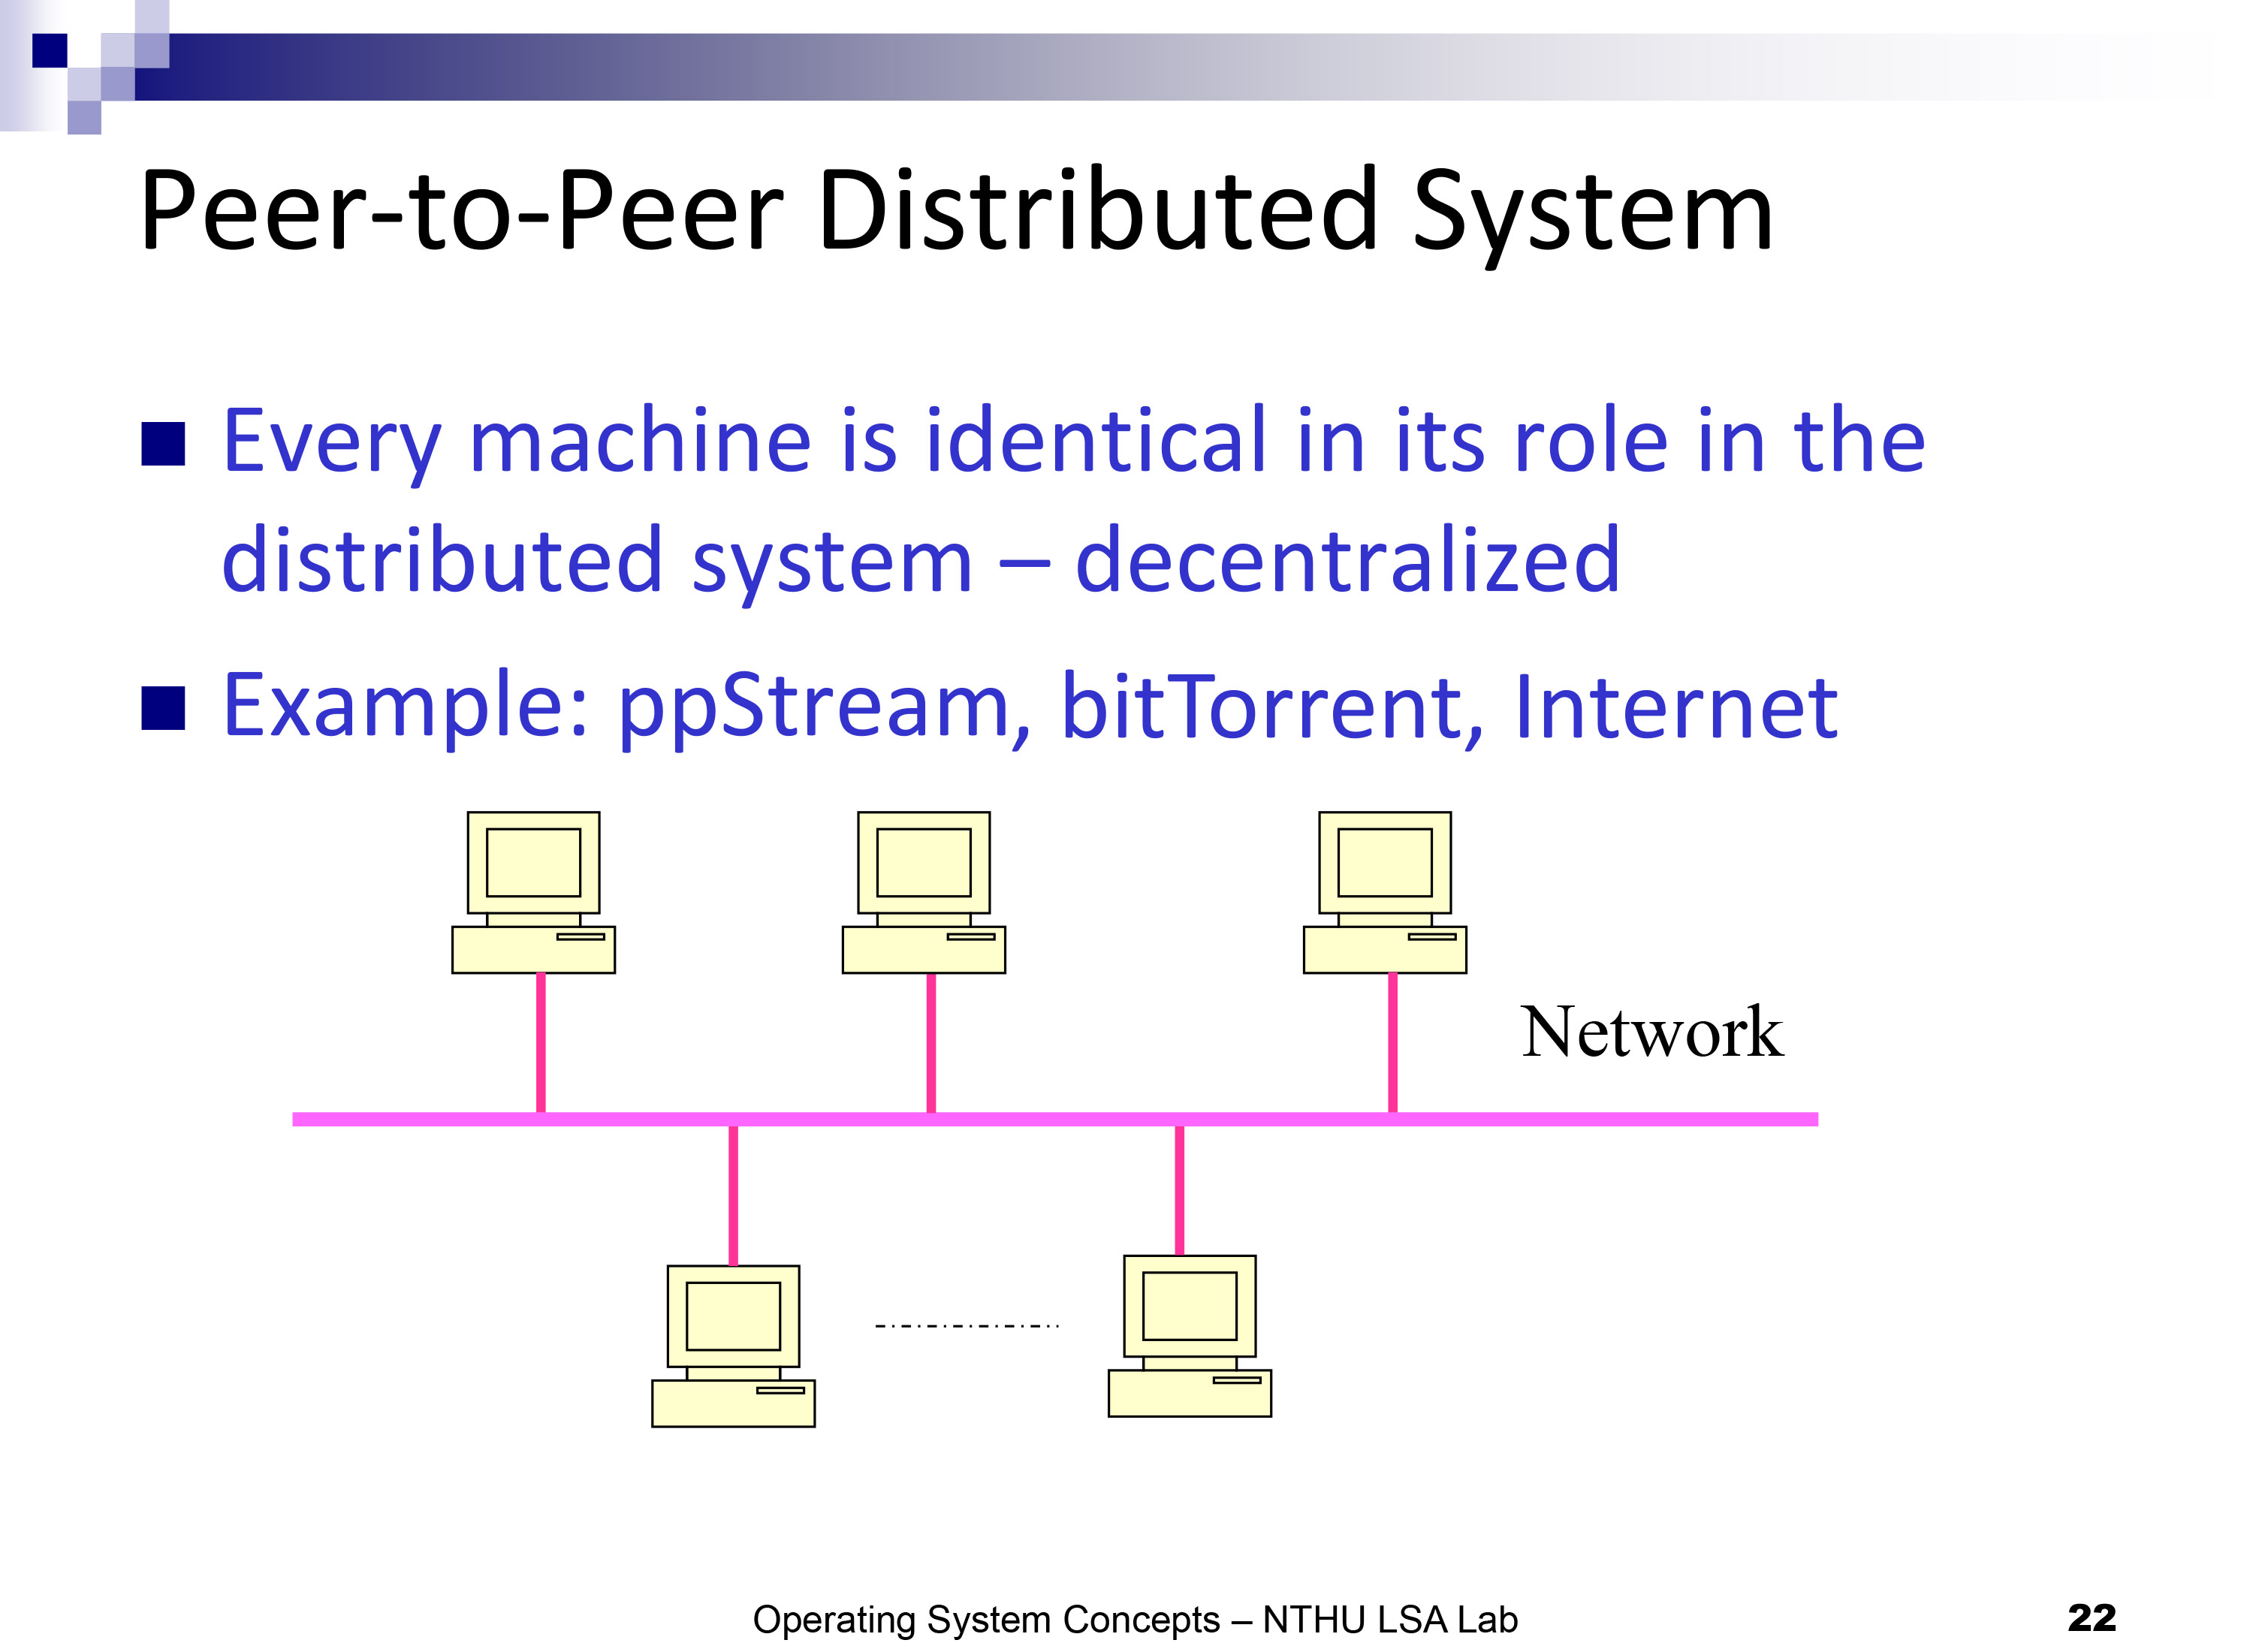 Peer-to-Peer Distributed System
Every machine is identical in its role in the
distributed system – decentralized
Example: ppStream, bitTorrent, Internet
Network
Operating System Concepts – NTHU LSA Lab
22